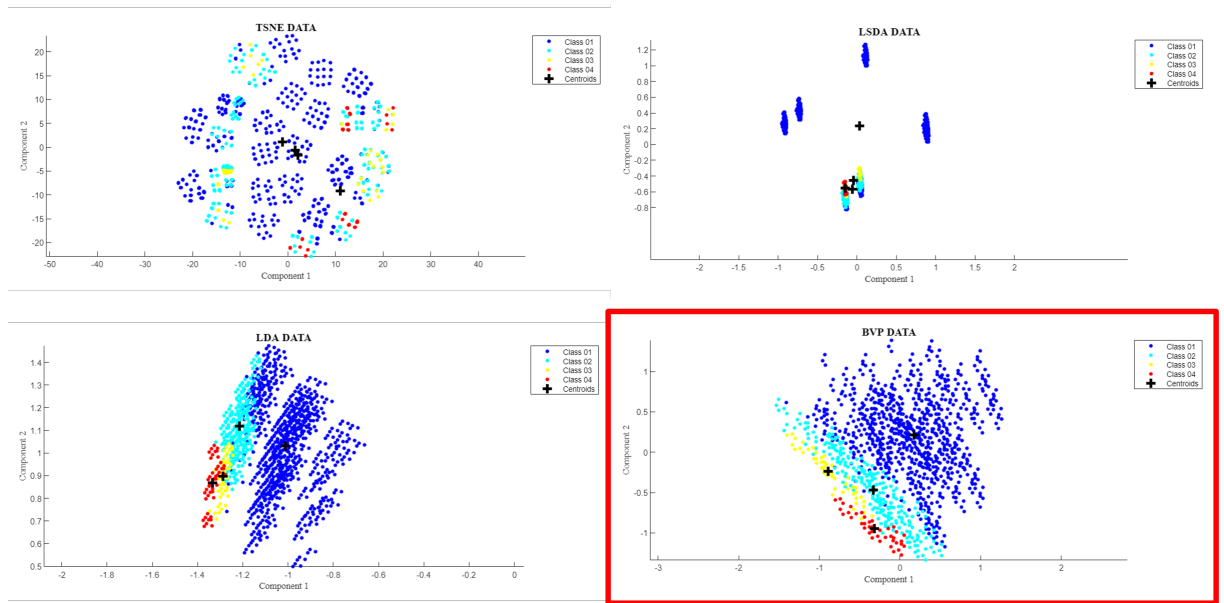 TSNE DATA
20
15
10
5
0
-5
-10
-15
-20
-50
-40
-30
-20
-10
0
10
20
30
40
Component 1
Component 2
Class 01
Class 02
Class 03
Class 04
Centroids
LSDA DATA
1.2
1
0.8
0.6
0.4
0.2
0
-0.2
-0.4
-0.6
-0.8
-2
-1.5
-1
-0.5
0
0.5
1
1.5
2
Component 1
Component 2
Class 01
Class 02
Class 03
Class 04
Centroids
LDA DATA
1.4
1.3
1.2
1.1
1
0.9
0.8
0.7
0.6
0.5
-2
-1.8
-1.6
-1.4
-1.2
-1
-0.8
-0.6
-0.4
-0.2
0
Component 1
Component 2
Class 01
Class 02
Class 03
Class 04
Centroids
BVP DATA
1
0.5
0
-0.5
-1
-3
-2
-1
0
1
2
Component 1
Component 2
Class 01
Class 02
Class 03
Class 04
Centroids